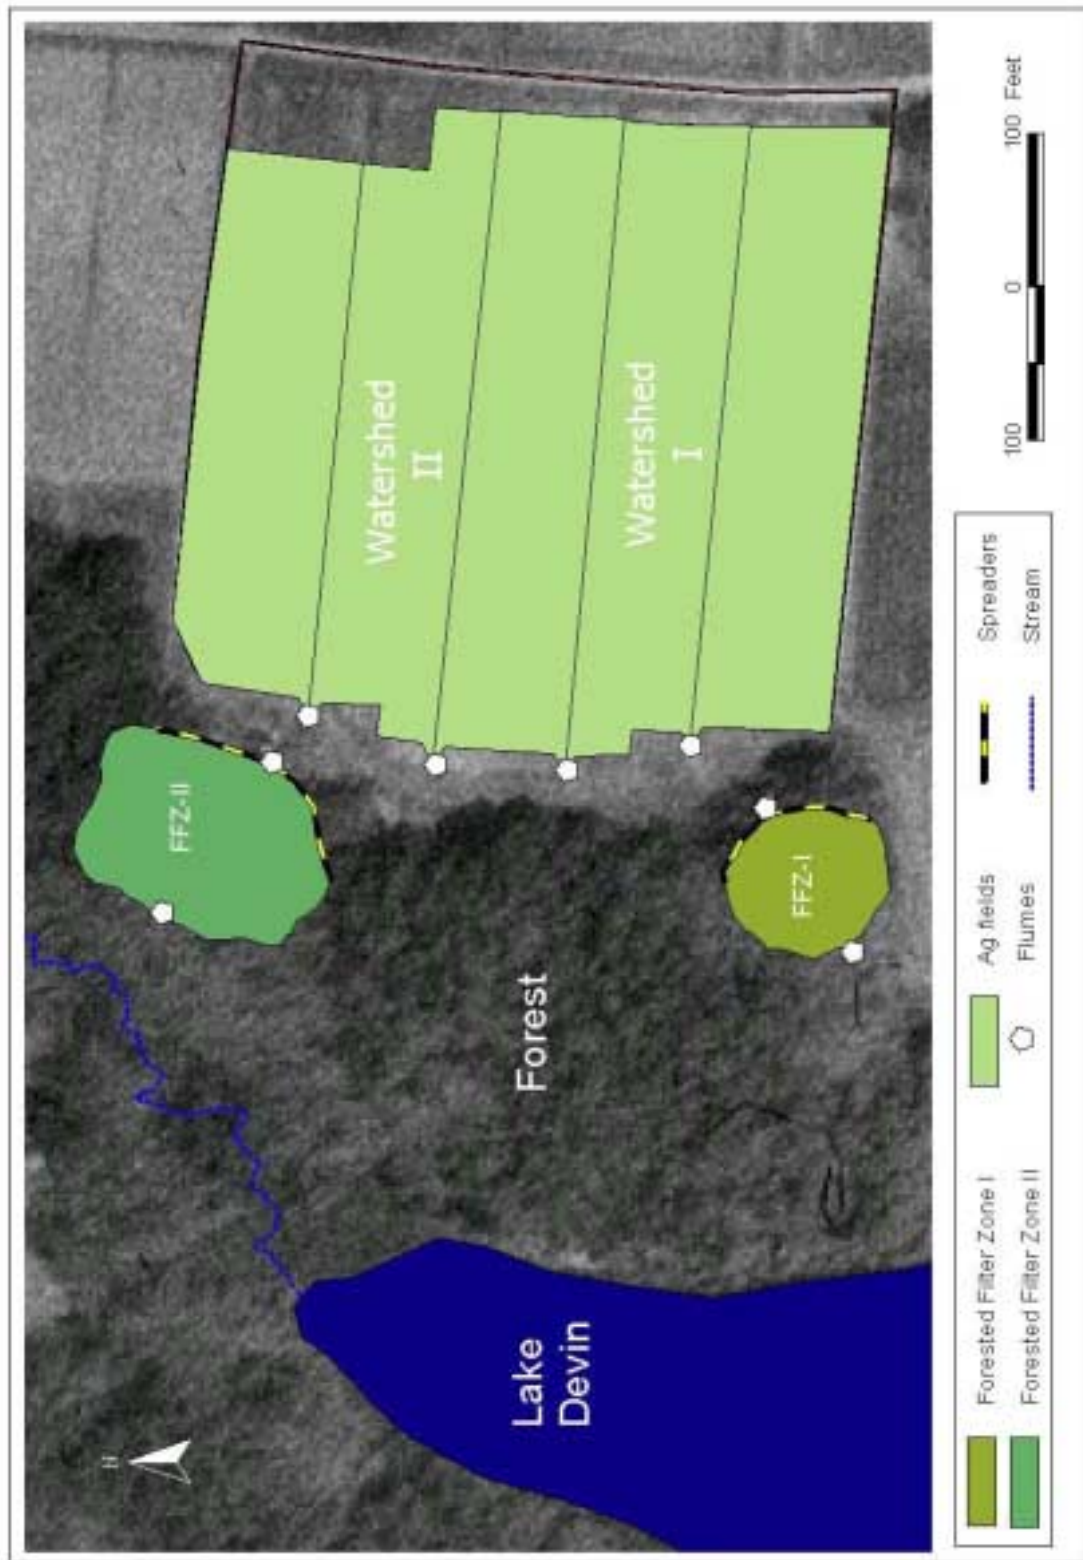 N
Lake
Devin
Forest
FFZ-II
FFZ-I
Watershed
II
Watershed
I
Forested Filter Zone I
Forested Filter Zone II
Ag fields
Flumes
Spreaders
Stream
100 0 100 Feet